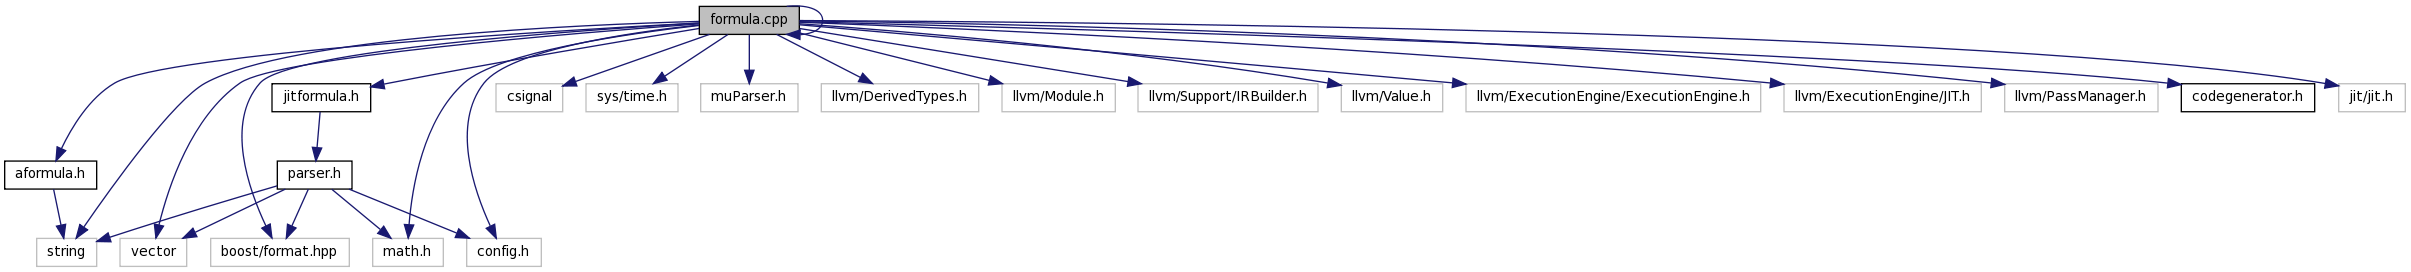 formula.cpp
jitformula.h
csignal
sys/time.h
muParser.h
llvm/DerivedTypes.h
llvm/Module.h
llvm/Support/IRBuilder.h
llvm/Value.h
llvm/ExecutionEngine/ExecutionEngine.h
llvm/ExecutionEngine/JIT.h
llvm/PassManager.h
codegenerator.h
jit/jit.h
aformula.h
parser.h
string
vector
boost/format.hpp
math.h
config.h